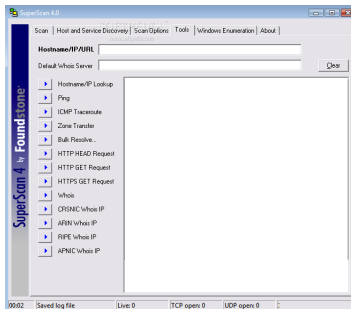 SuperScan 4.0
Scan
Host and Service Discovery
Scan Options
Tools
Windows Enumeration
About
Hostname/IP/URL
Default Whois Server
Clear
Hostname/IP Lookup
Ping
ICMP Traceroute
Zone Transfer
Bulk Resolve...
HTTP HEAD Request
HTTP GET Request
HTTPS GET Request
Whois
CRSNIC Whois IP
ARIN Whois IP
RIPE Whois IP
APNIC Whois IP
SuperScan 4 by Foundstone
00:02
Saved log file
Live: 0
TCP open: 0
UDP open: 0